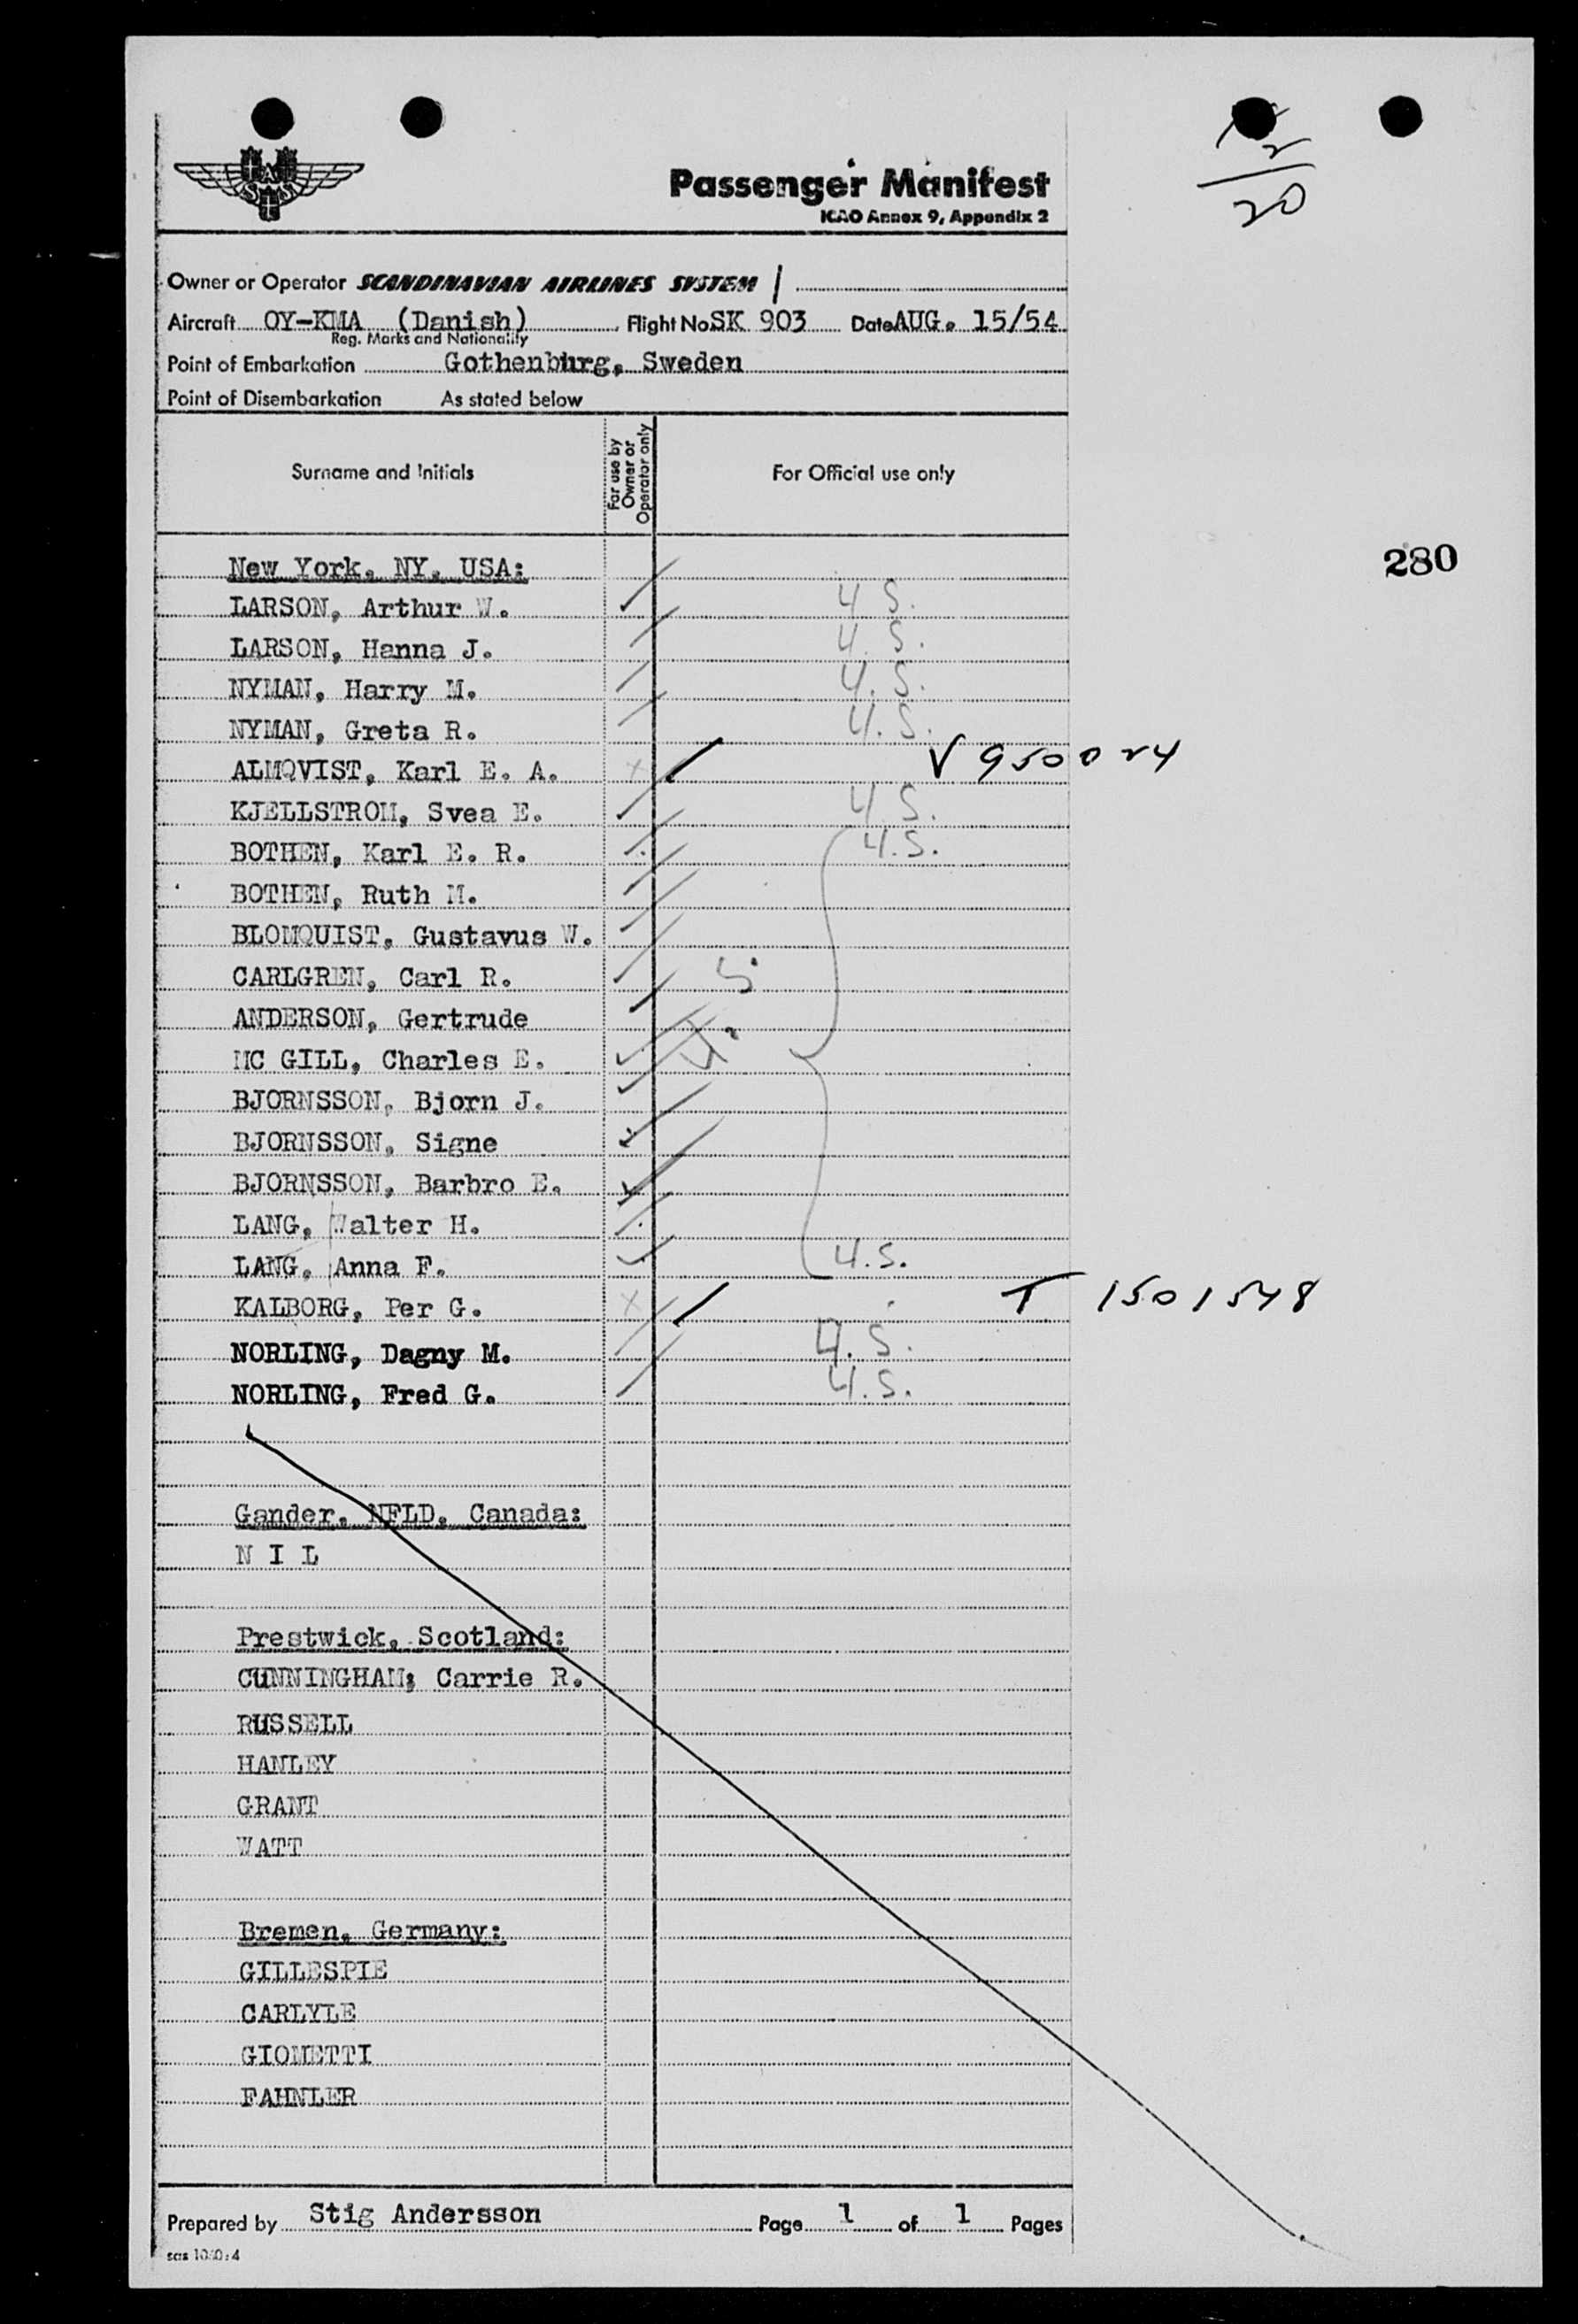 SAS
Passenger Manifest
ICAO Annex 9, Appendix 2
20
Owner or Operator SCANDINAVIAN AIRLINES SYSTEM
Aircraft OY-KMA (Danish) Flight No. SK 903 Date AUG. 15/54
Reg. Marks and Nationality
Point of Embarkation Gothenburg, Sweden
Point of Disembarkation As stated below
Surname and Initials For use by Owner or Operator only For Official use only
280
New York, NY, USA:
LARSON, Arthur W. U S.
LARSON, Hanna J. U. S.
NYMAN, Harry M. U. S.
NYMAN, Greta R. U.S.
ALMQVIST, Karl E. A. x V 950024
KJELLSTROM, Svea E. U S.
BOTHEN, Karl E. R. U.S.
BOTHEN, Ruth M.
BLOMQUIST, Gustavus W.
CARLGREN, Carl R. S.
ANDERSON, Gertrude U.
MC GILL, Charles E.
BJORNSSON, Bjorn J.
BJORNSSON, Signe
BJORNSSON, Barbro E.
LANG, Walter H.
LANG, Anna F. U.S.
KALBORG, Per G. x T 1501548
NORLING, Dagny M. U. S.
NORLING, Fred G. U.S.
Gander, NFLD, Canada:
N I L
Prestwick, Scotland:
CUNNINGHAM; Carrie R.
RUSSELL
HANLEY
GRANT
WATT
Bremen, Germany:
GILLESPIE
CARLYLE
GIOMETTI
FAHNLER
Prepared by Stig Andersson Page 1 of 1 Pages